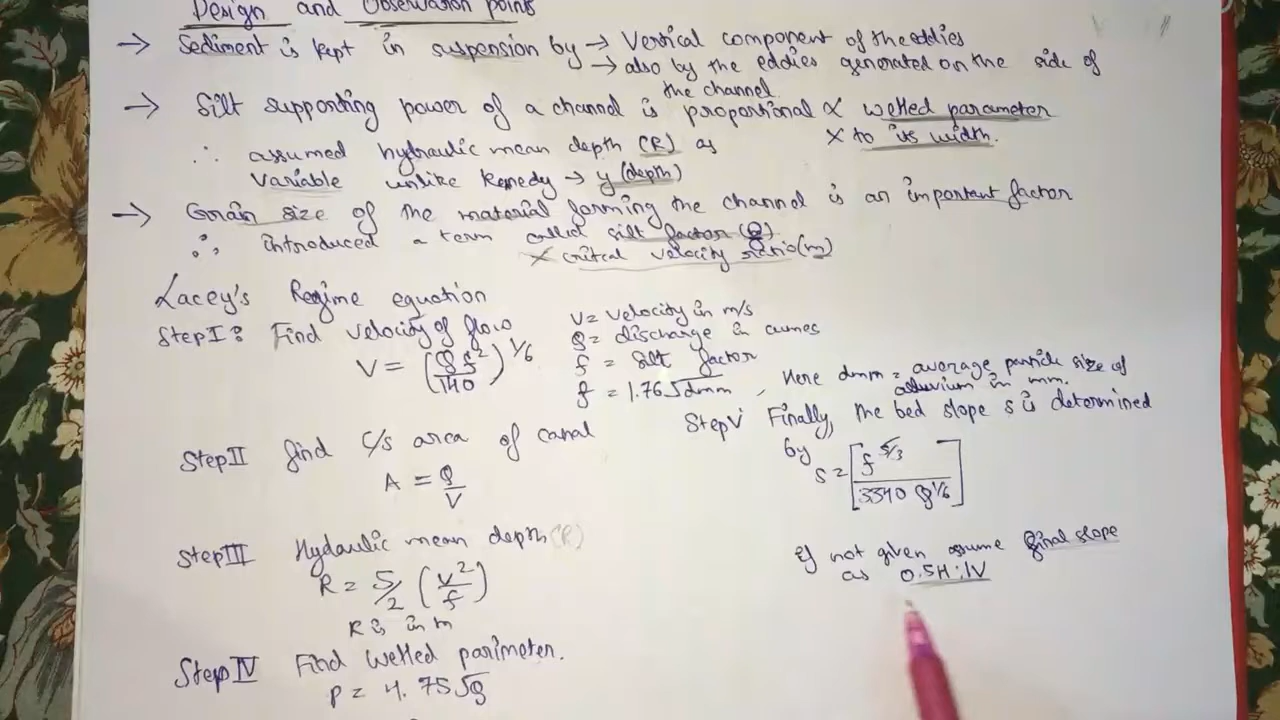 Design and Observation points
→ Sediment is kept in suspension by → Vertical component of the eddies
→ also by the eddies generated on the side of
the channel.
→ Silt supporting power of a channel is proportional ∝ wetted parameter
× to its width.
∴ assumed hydraulic mean depth (R) as
variable unlike Kenedy → y (depth)
→ Grain size of the material forming the channel is an important factor
∴ introduced a term called silt factor (f)
× critcal velocity ratio (m)
Lacey's Regime equation
Step I: Find velocity of flow
V = (Qf²/140)^1/6
V = velocity in m/s
Q = discharge in cumes
f = silt factor
f = 1.76√dmm, Here dmm = average particle size of
alluvium in mm.
Step II find c/s area of canal
A = Q/V
Step III Hydaulic mean depth (R)
R = 5/2 (V²/f)
R is in m
Step IV Find Wetted parimeter.
P = 4.75√Q
Step V Finally, the bed slope s is determined
by
s = [f^5/3 / 3340 Q^1/6]
If not given assume final slope
as 0.5H:1V